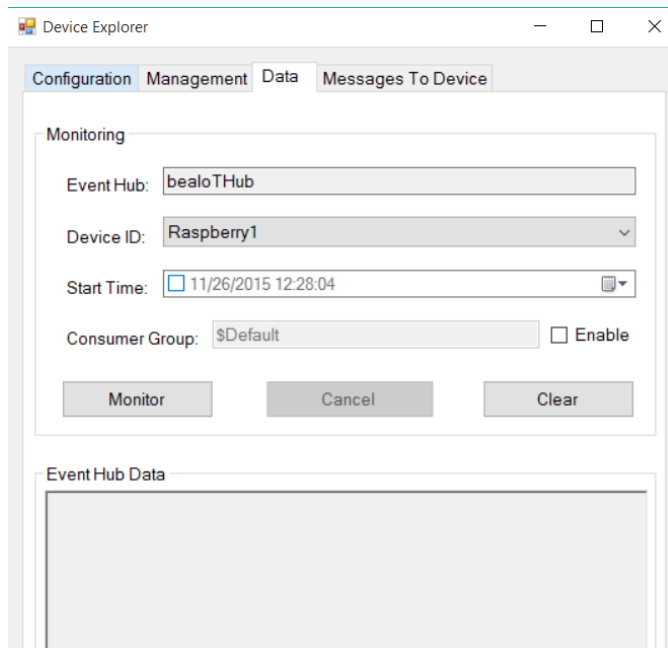 Device Explorer
Configuration Management Data Messages To Device
Monitoring
Event Hub: bealoTHub
Device ID: Raspberry1
Start Time: 11/26/2015 12:28:04
Consumer Group: $Default Enable
Monitor Cancel Clear
Event Hub Data